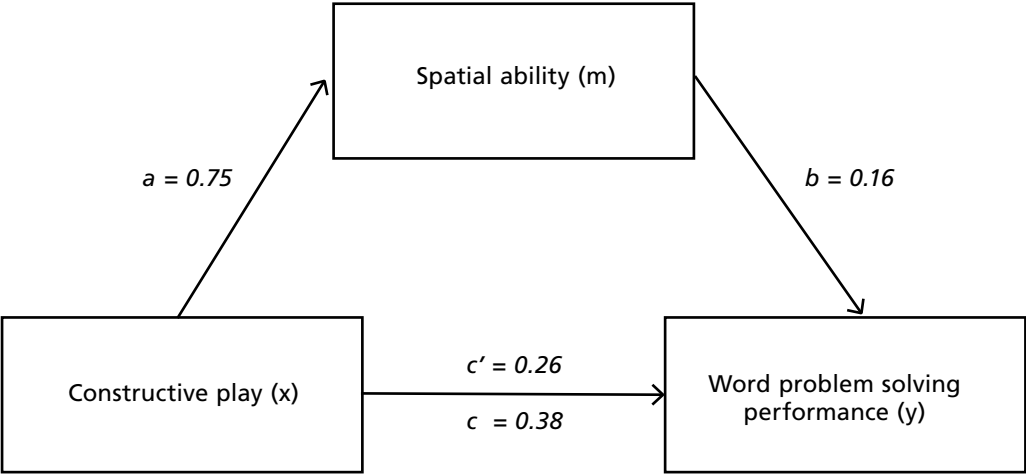 Spatial ability (m)
a = 0.75
b = 0.16
Constructive play (x)
c′ = 0.26
c = 0.38
Word problem solving
performance (y)